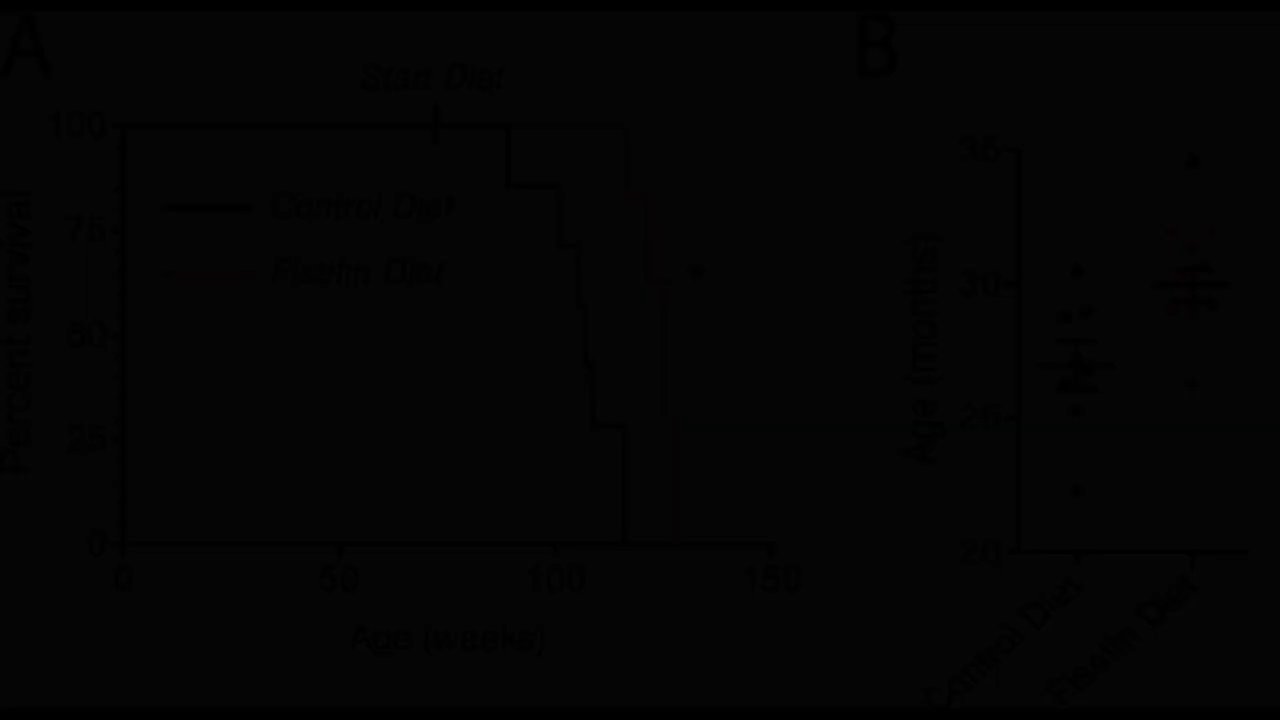 A
B
Start Diet
100
75
50
25
0
Percent survival
Control Diet
Fisetin Diet
*
0
50
100
150
Age (weeks)
35
30
25
20
Age (months)
Control Diet
Fisetin Diet